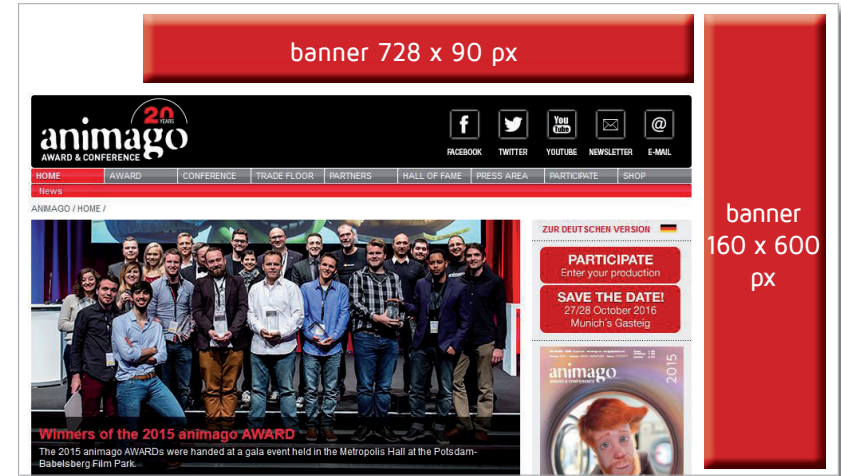 banner 728 x 90 px
banner
160 x 600
px
20
YEARS
animago
AWARD & CONFERENCE
f
You
Tube
@
FACEBOOK TWITTER YOUTUBE NEWSLETTER E-MAIL
HOME AWARD CONFERENCE TRADE FLOOR PARTNERS HALL OF FAME PRESS AREA PARTICIPATE SHOP
News
ANIMAGO / HOME /
ZUR DEUTSCHEN VERSION
PARTICIPATE
Enter your production
SAVE THE DATE!
27/28 October 2016
Munich's Gasteig
animago
AWARD & CONFERENCE
2015
Winners of the 2015 animago AWARD
The 2015 animago AWARDs were handed at a gala event held in the Metropolis Hall at the Potsdam-
Babelsberg Film Park.